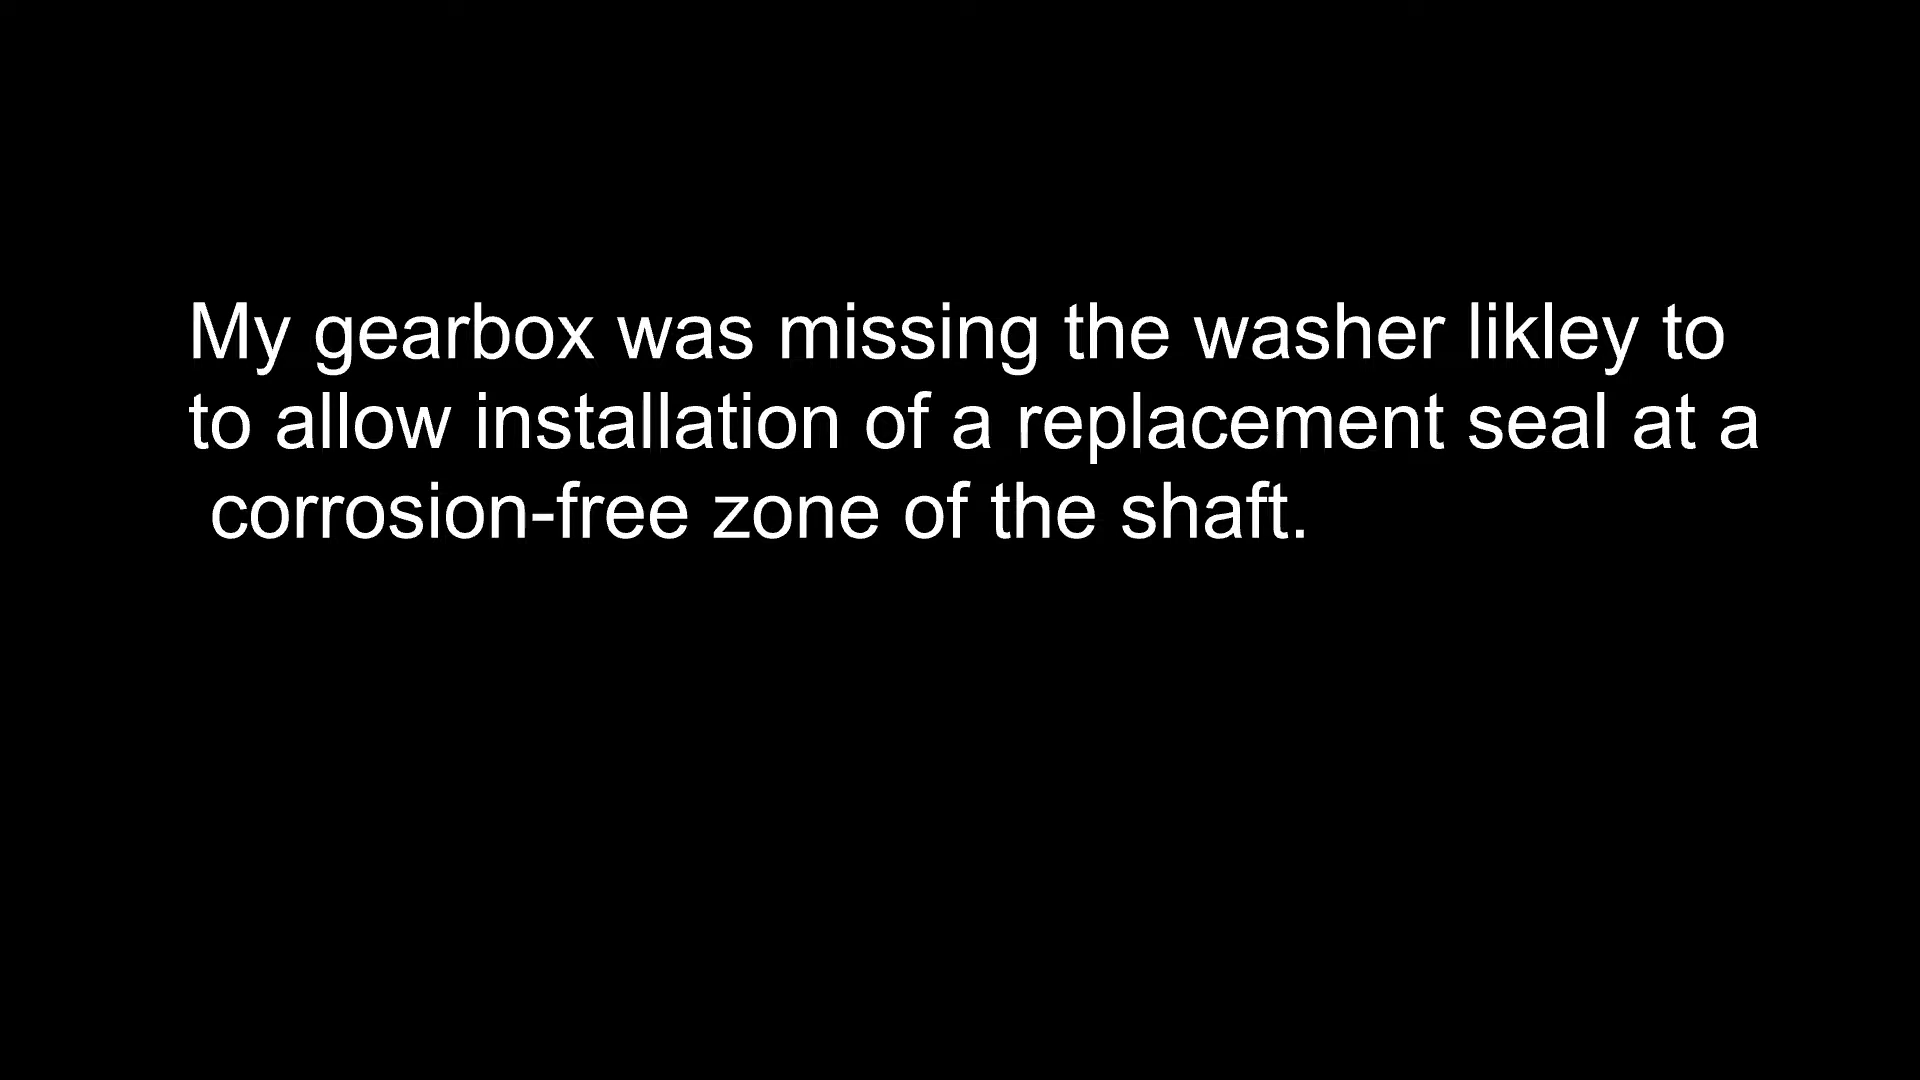 My gearbox was missing the washer likley to
to allow installation of a replacement seal at a
corrosion-free zone of the shaft.